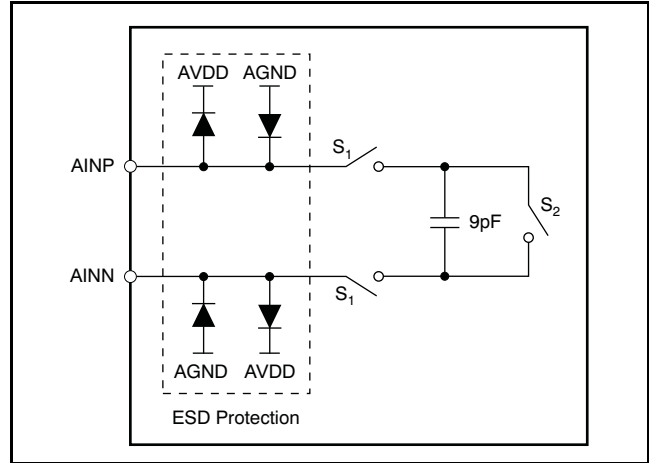 AVDD AGND
S1
AINP
S2
9pF
AINN
S1
AGND AVDD
ESD Protection